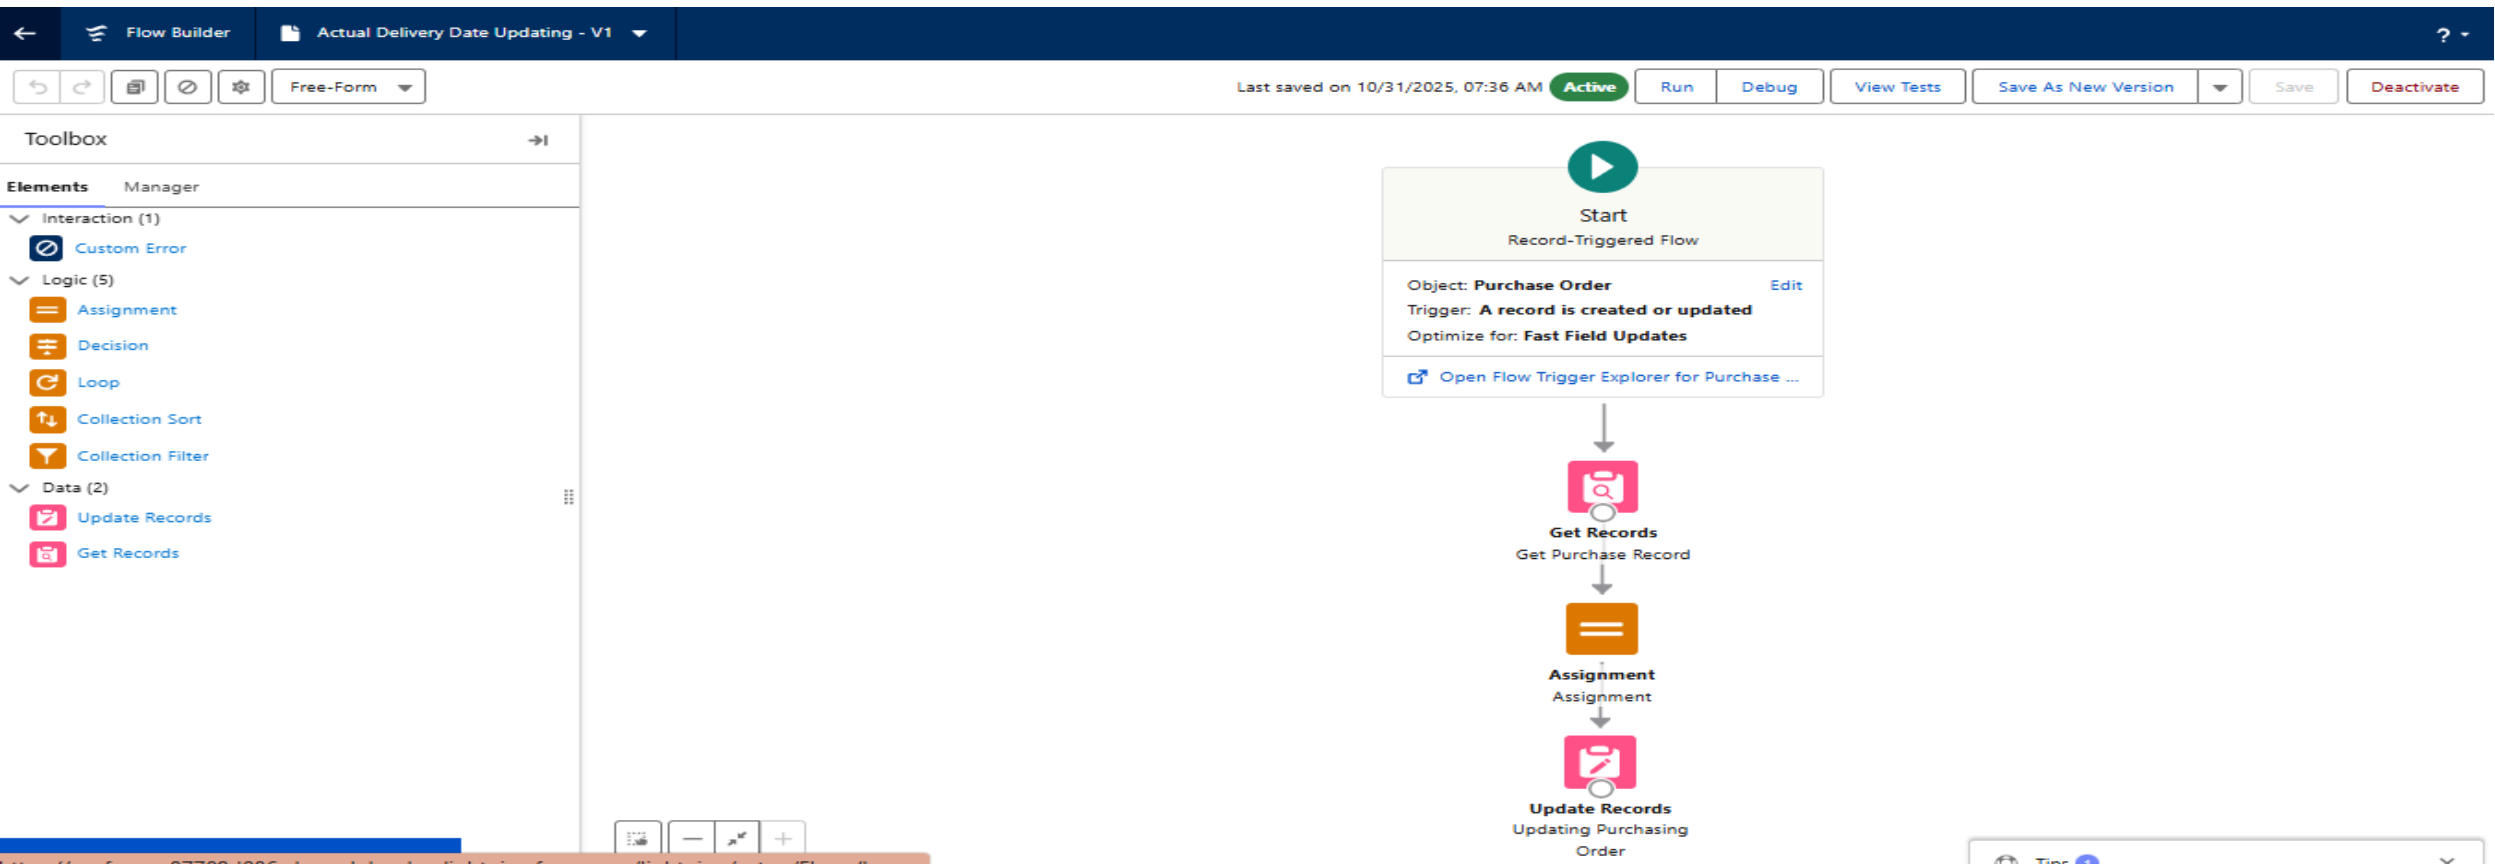 Flow Builder
Actual Delivery Date Updating - V1
?
Free-Form
Last saved on 10/31/2025, 07:36 AM
Active
Run
Debug
View Tests
Save As New Version
Save
Deactivate
Toolbox
Elements
Manager
Interaction (1)
Custom Error
Logic (5)
Assignment
Decision
Loop
Collection Sort
Collection Filter
Data (2)
Update Records
Get Records
Start
Record-Triggered Flow
Object: Purchase Order
Edit
Trigger: A record is created or updated
Optimize for: Fast Field Updates
Open Flow Trigger Explorer for Purchase ...
Get Records
Get Purchase Record
Assignment
Assignment
Update Records
Updating Purchasing
Order
Tips